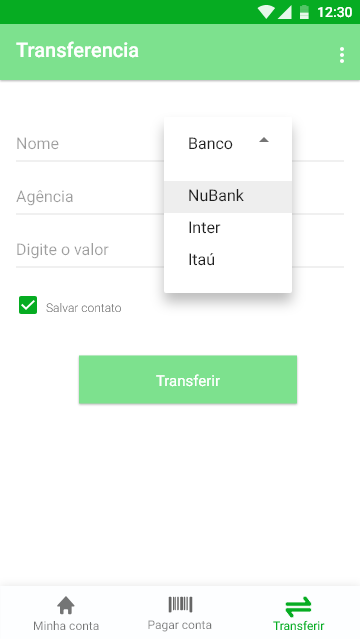 12:30
Transferencia
Nome
Banco
Agência
NuBank
Inter
Digite o valor
Itaú
Salvar contato
Transferir
Minha conta
Pagar conta
Transferir